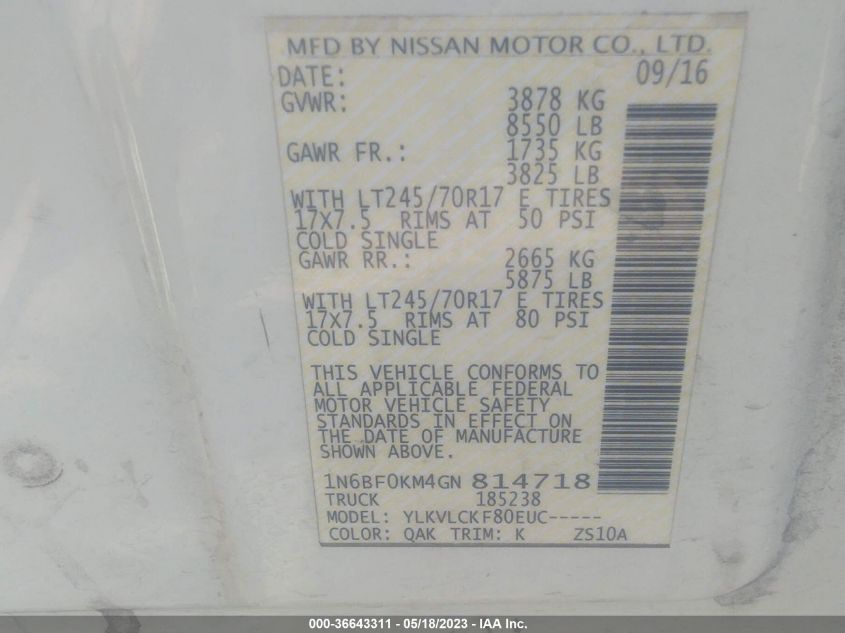 MFD BY NISSAN MOTOR CO., LTD.
DATE: 09/16
GVWR: 3878 KG
8550 LB
GAWR FR.: 1735 KG
3825 LB
WITH LT245/70R17 E TIRES
17X7.5 RIMS AT 50 PSI
COLD SINGLE
GAWR RR.: 2665 KG
5875 LB
WITH LT245/70R17 E TIRES
17X7.5 RIMS AT 80 PSI
COLD SINGLE
THIS VEHICLE CONFORMS TO
ALL APPLICABLE FEDERAL
MOTOR VEHICLE SAFETY
STANDARDS IN EFFECT ON
THE DATE OF MANUFACTURE
SHOWN ABOVE.
1N6BF0KM4GN 814718
TRUCK 185238
MODEL: YLKVLCKF80EUC-----
COLOR: QAK TRIM: K ZS10A
000-36643311 - 05/18/2023 - IAA Inc.